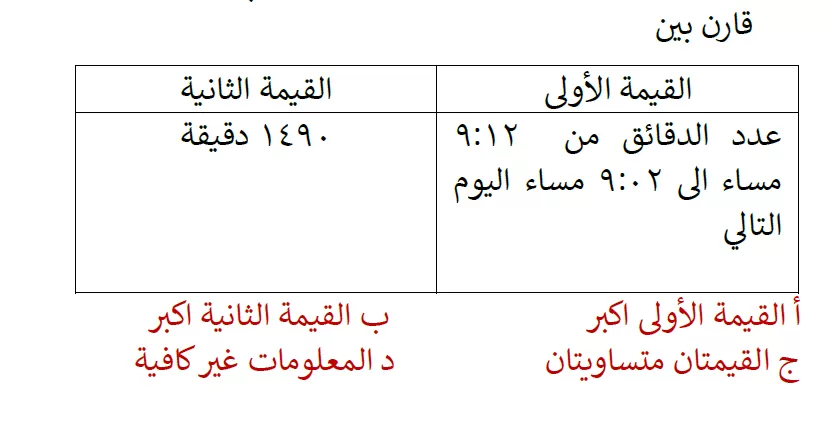 قارن بين
القيمة الأولى
القيمة الثانية
عدد الدقائق من ٩:١٢
مساء الى ٩:٠٢ مساء اليوم
التالي
١٤٩٠ دقيقة
أ القيمة الأولى اكبر
ب القيمة الثانية اكبر
ج القيمتان متساويتان
د المعلومات غير كافية